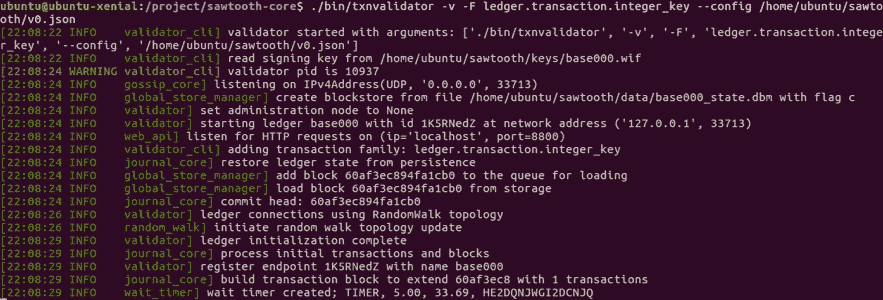 ubuntu@ubuntu-xenial:/project/sawtooth-core$ ./bin/txnvalidator -v -F ledger.transaction.integer_key --config /home/ubuntu/sawto
oth/v0.json
[22:08:22 INFO    validator_cli] validator started with arguments: ['./bin/txnvalidator', '-v', '-F', 'ledger.transaction.intege
r_key', '--config', '/home/ubuntu/sawtooth/v0.json']
[22:08:22 INFO    validator_cli] read signing key from /home/ubuntu/sawtooth/keys/base000.wif
[22:08:24 WARNING validator_cli] validator pid is 10937
[22:08:24 INFO    gossip_core] listening on IPv4Address(UDP, '0.0.0.0', 33713)
[22:08:24 INFO    global_store_manager] create blockstore from file /home/ubuntu/sawtooth/data/base000_state.dbm with flag c
[22:08:24 INFO    validator] set administration node to None
[22:08:24 INFO    validator] starting ledger base000 with id 1K5RNedZ at network address ('127.0.0.1', 33713)
[22:08:24 INFO    web_api] listen for HTTP requests on (ip='localhost', port=8800)
[22:08:24 INFO    validator_cli] adding transaction family: ledger.transaction.integer_key
[22:08:24 INFO    journal_core] restore ledger state from persistence
[22:08:24 INFO    global_store_manager] add block 60af3ec894fa1cb0 to the queue for loading
[22:08:24 INFO    global_store_manager] load block 60af3ec894fa1cb0 from storage
[22:08:24 INFO    journal_core] commit head: 60af3ec894fa1cb0
[22:08:26 INFO    validator] ledger connections using RandomWalk topology
[22:08:26 INFO    random_walk] initiate random walk topology update
[22:08:29 INFO    validator] ledger initialization complete
[22:08:29 INFO    journal_core] process initial transactions and blocks
[22:08:29 INFO    validator] register endpoint 1K5RNedZ with name base000
[22:08:29 INFO    journal_core] build transaction block to extend 60af3ec8 with 1 transactions
[22:08:29 INFO    wait_timer] wait timer created; TIMER, 5.00, 33.69, HE2DQNJWGI2DCNJQ